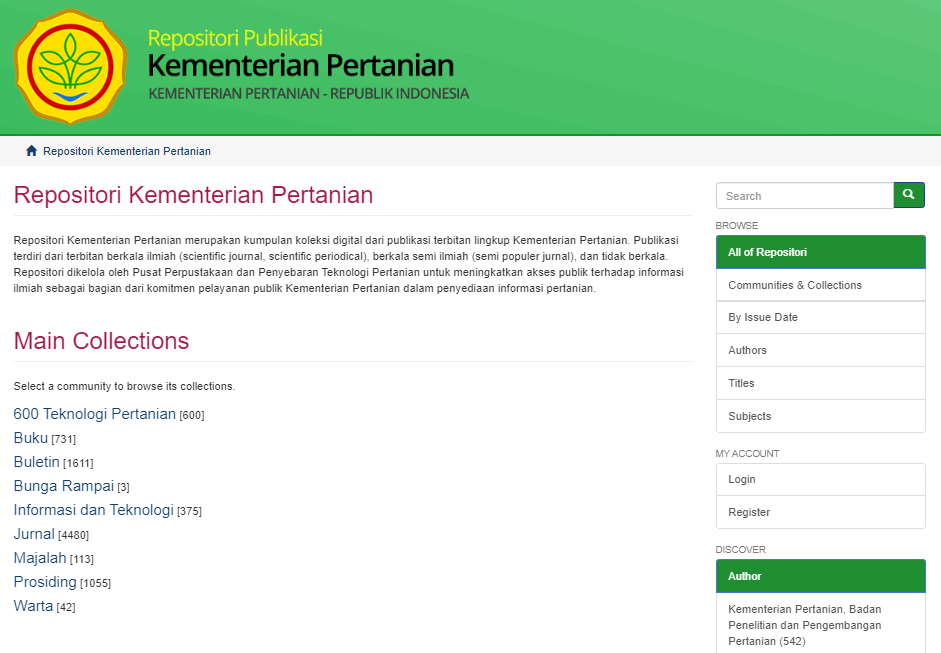 Repositori Publikasi
Kementerian Pertanian
KEMENTERIAN PERTANIAN - REPUBLIK INDONESIA
Repositori Kementerian Pertanian
Repositori Kementerian Pertanian
Repositori Kementerian Pertanian merupakan kumpulan koleksi digital dari publikasi terbitan lingkup Kementerian Pertanian. Publikasi
terdiri dari terbitan berkala ilmiah (scientific journal, scientific periodical), berkala semi ilmiah (semi populer jurnal), dan tidak berkala.
Repositori dikelola oleh Pusat Perpustakaan dan Penyebaran Teknologi Pertanian untuk meningkatkan akses publik terhadap informasi
ilmiah sebagai bagian dari komitmen pelayanan publik Kementerian Pertanian dalam penyediaan informasi pertanian.
Main Collections
Select a community to browse its collections.
600 Teknologi Pertanian [600]
Buku [731]
Buletin [1611]
Bunga Rampai [3]
Informasi dan Teknologi [375]
Jurnal [4480]
Majalah [113]
Prosiding [1055]
Warta [42]
Search
BROWSE
All of Repositori
Communities & Collections
By Issue Date
Authors
Titles
Subjects
MY ACCOUNT
Login
Register
DISCOVER
Author
Kementerian Pertanian, Badan
Penelitian dan Pengembangan
Pertanian (542)